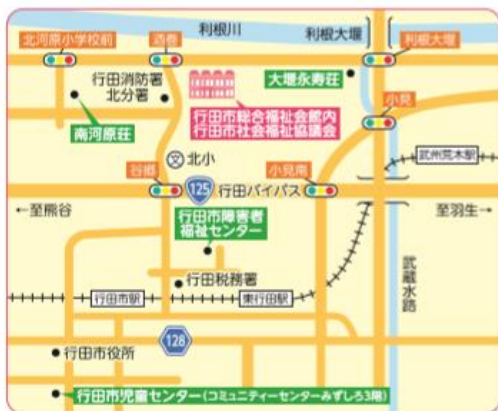 利根川
利根大堰
北河原小学校前
酒巻
利根大堰
行田消防署
北分署
大堰永寿荘
小見
南河原荘
行田市総合福祉会館内
行田市社会福祉協議会
武州荒木駅
北小
谷郷
小見南
125
行田バイパス
←至熊谷
至羽生→
行田市障害者
福祉センター
行田税務署
武蔵水路
行田市駅
東行田駅
128
行田市役所
行田市児童センター(コミュニティーセンターみずしろ3階)